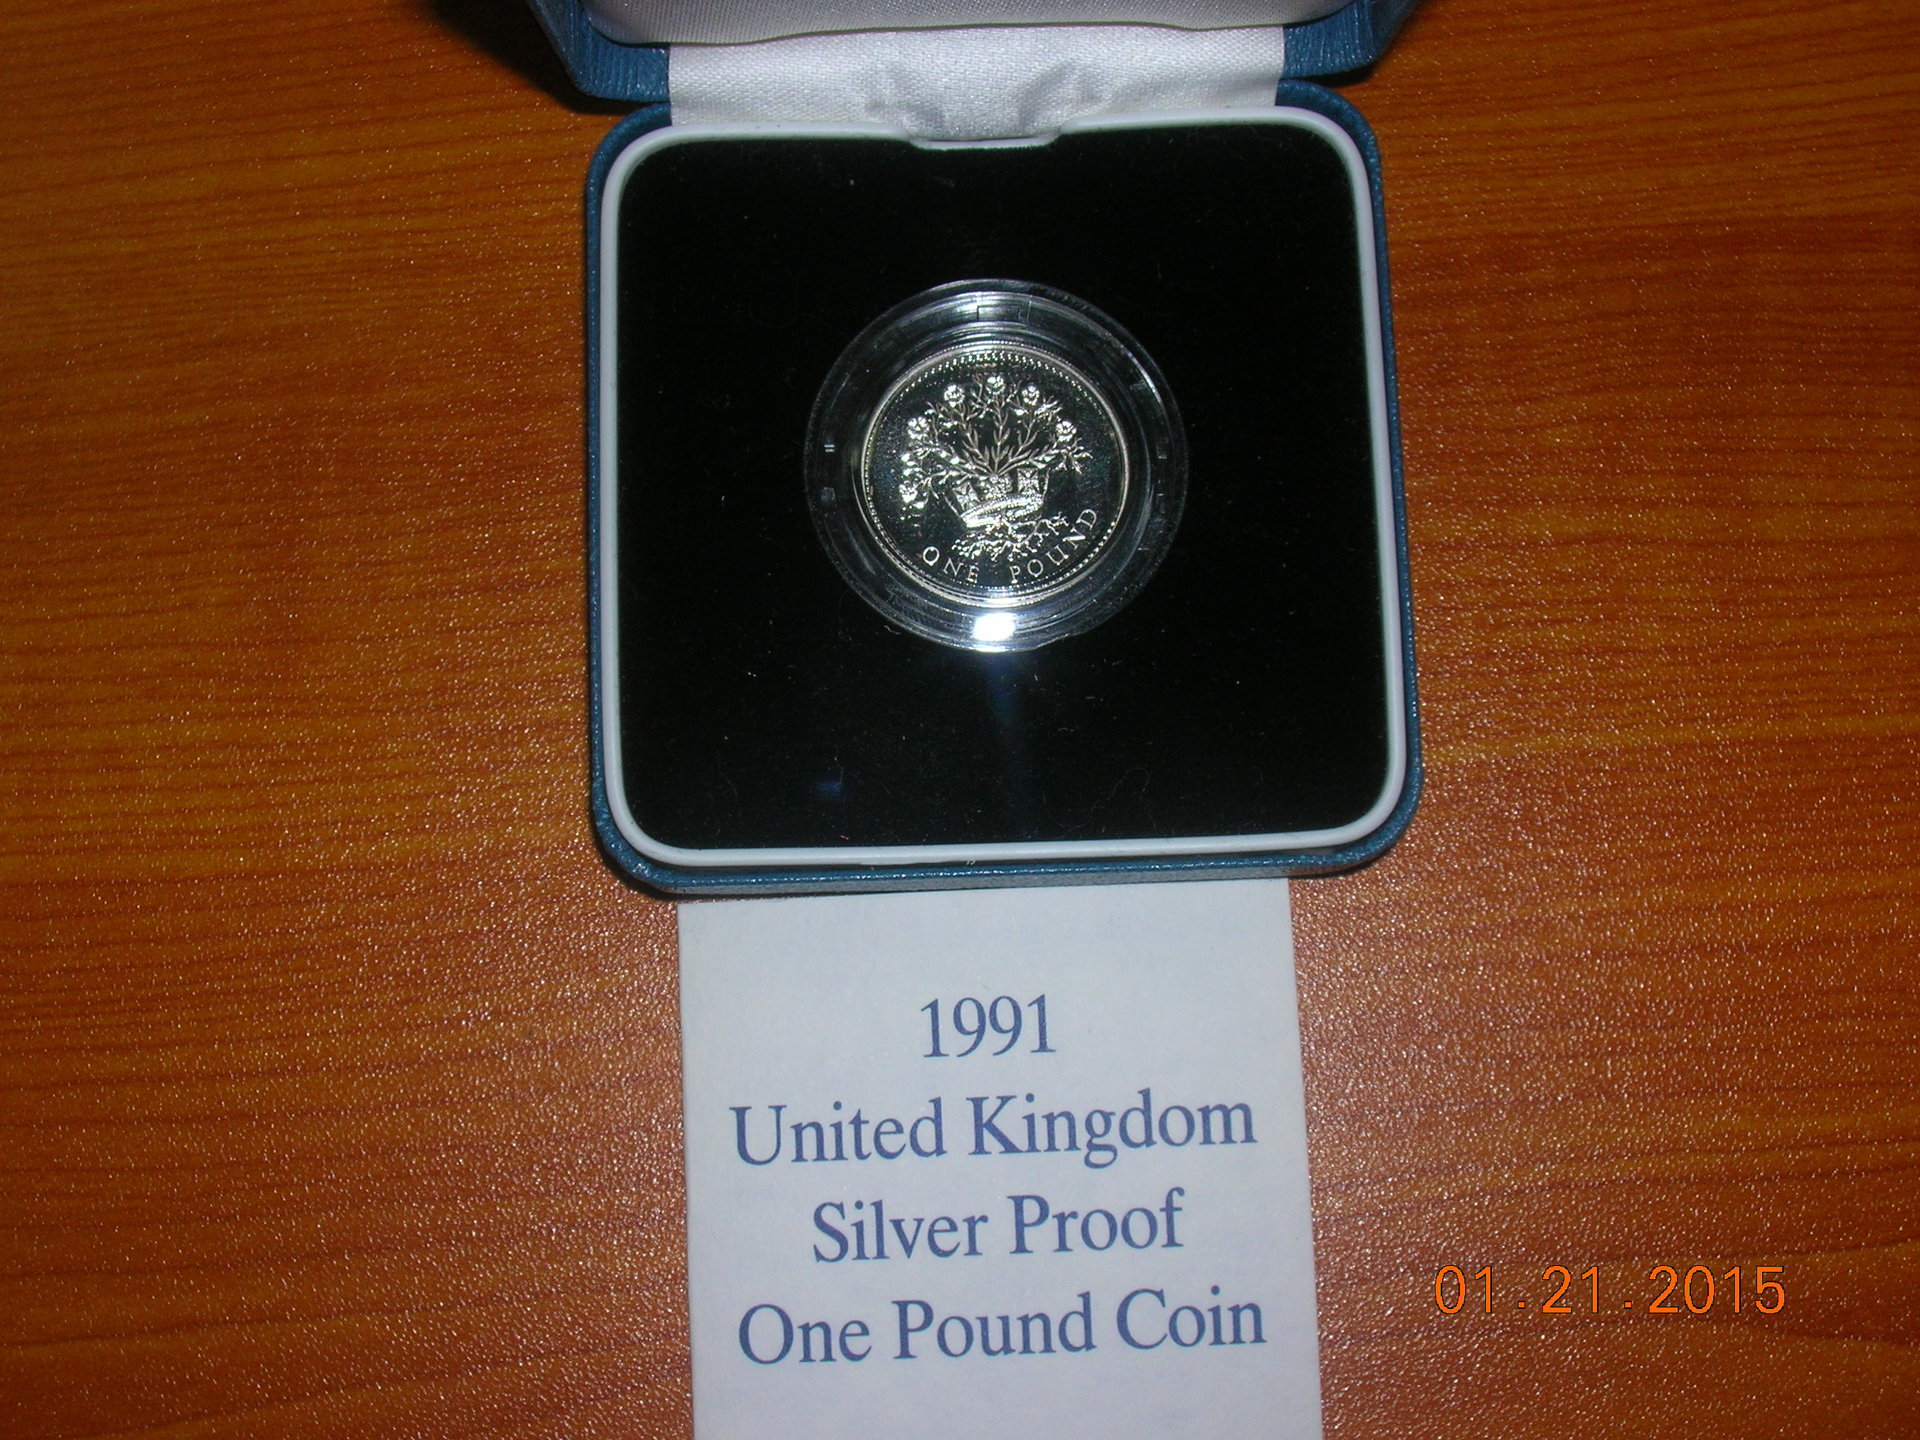 ONE POUND
1991
United Kingdom
Silver Proof
One Pound Coin
01.21.2015